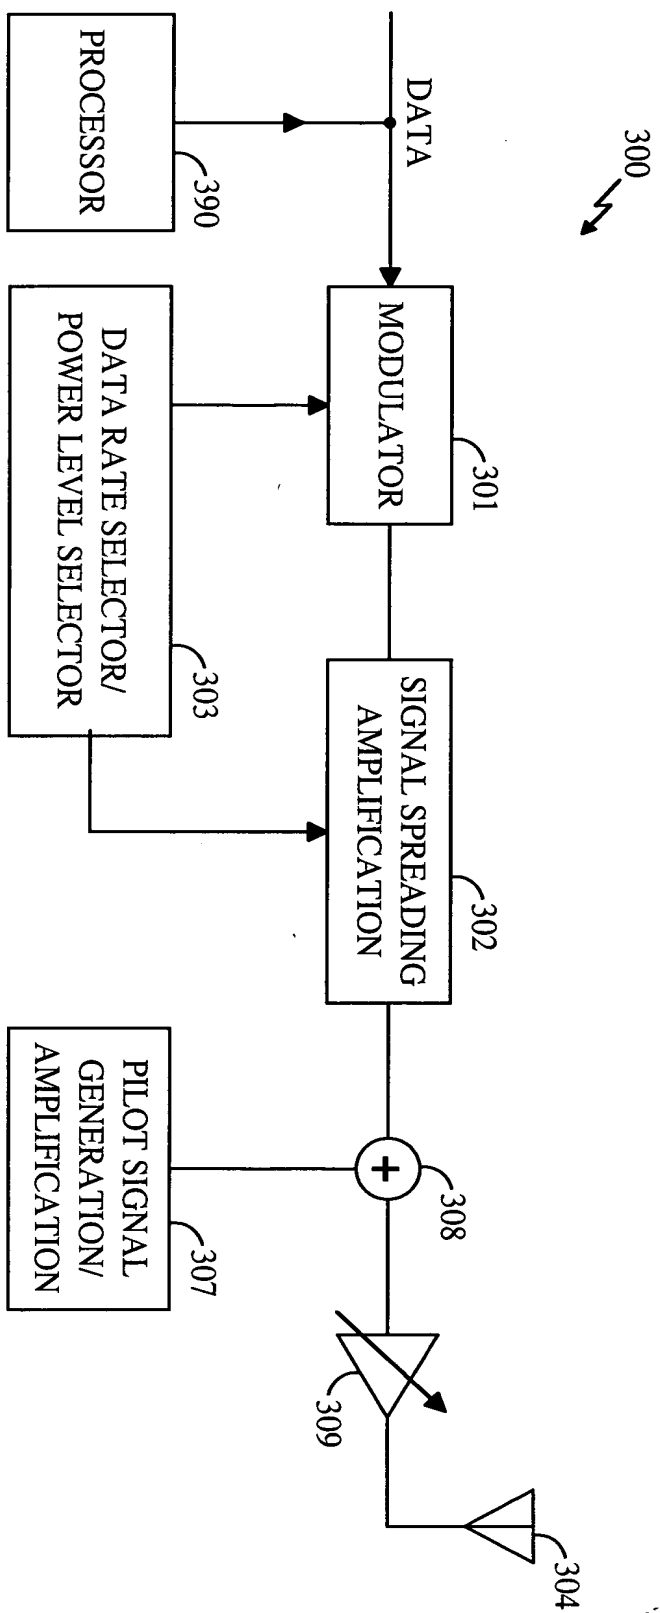 300
DATA
MODULATOR
301
SIGNAL SPREADING
AMPLIFICATION
302
+
308
309
304
PROCESSOR
390
DATA RATE SELECTOR/
POWER LEVEL SELECTOR
303
PILOT SIGNAL
GENERATION/
AMPLIFICATION
307